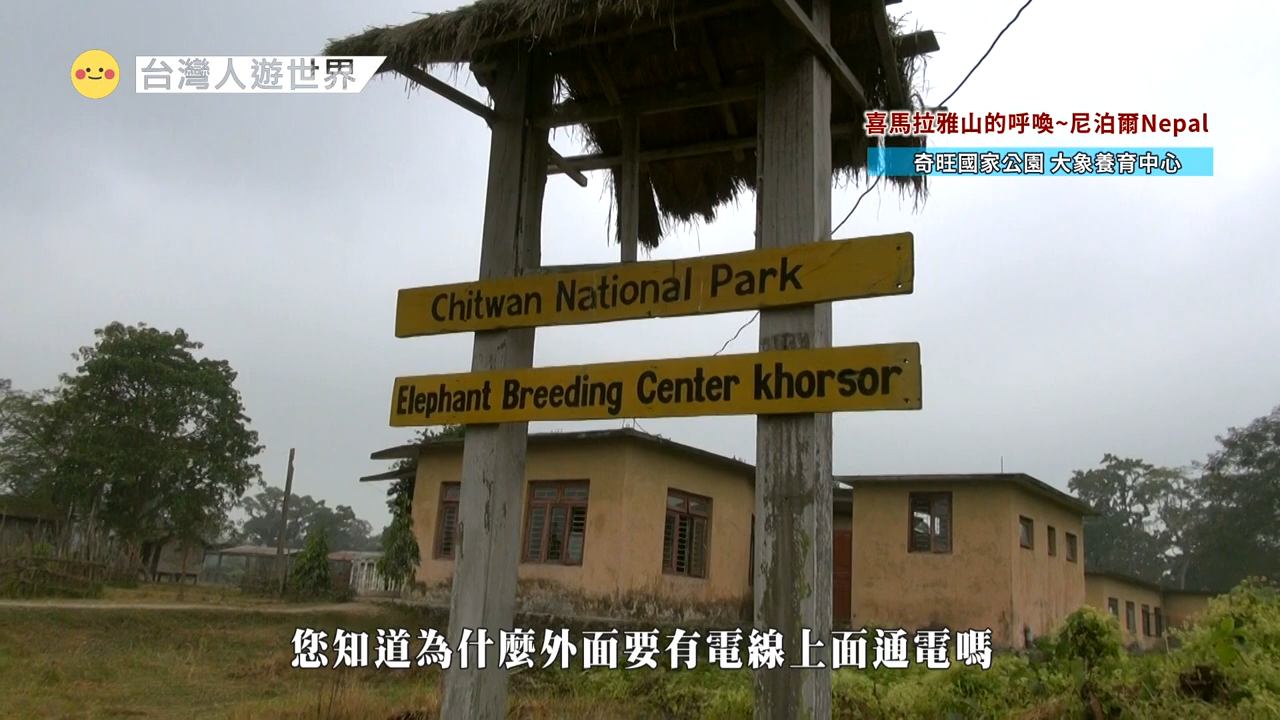 台灣人遊世界
喜馬拉雅山的呼喚~尼泊爾Nepal
奇旺國家公園 大象養育中心
Chitwan National Park
Elephant Breeding Center khorsor
您知道為什麼外面要有電線上面通電嗎